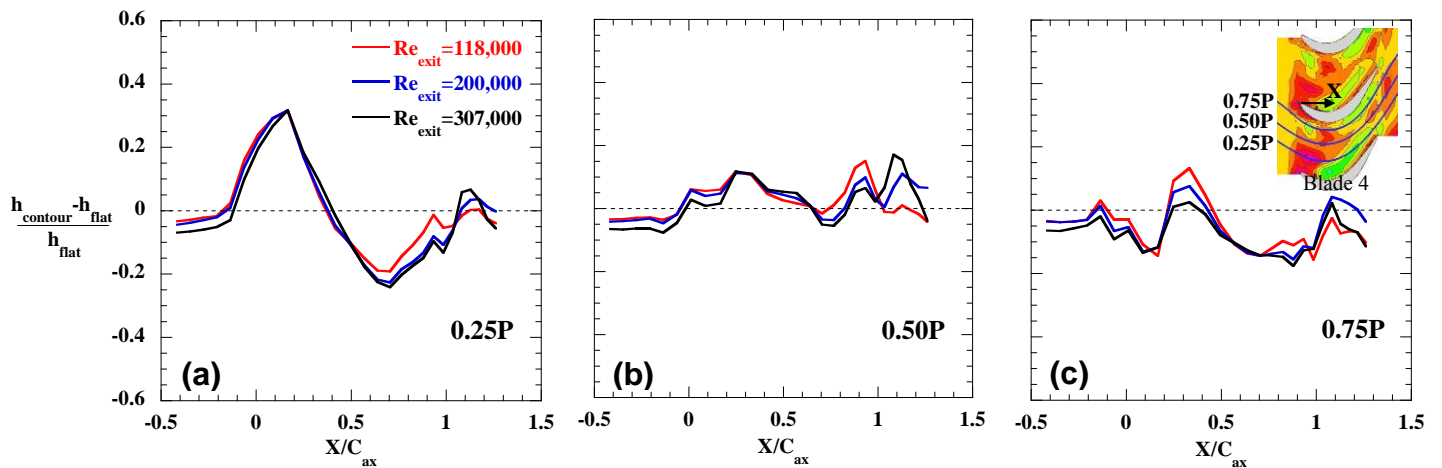 0.6
0.4
0.2
0
-0.2
-0.4
-0.6
h_contour -h_flat
h_flat
Re_exit=118,000
Re_exit=200,000
Re_exit=307,000
0.25P
(a)
-0.5 0 0.5 1 1.5
X/C_ax
0.50P
(b)
-0.5 0 0.5 1 1.5
X/C_ax
X
0.75P
0.50P
0.25P
Blade 4
0.75P
(c)
-0.5 0 0.5 1 1.5
X/C_ax